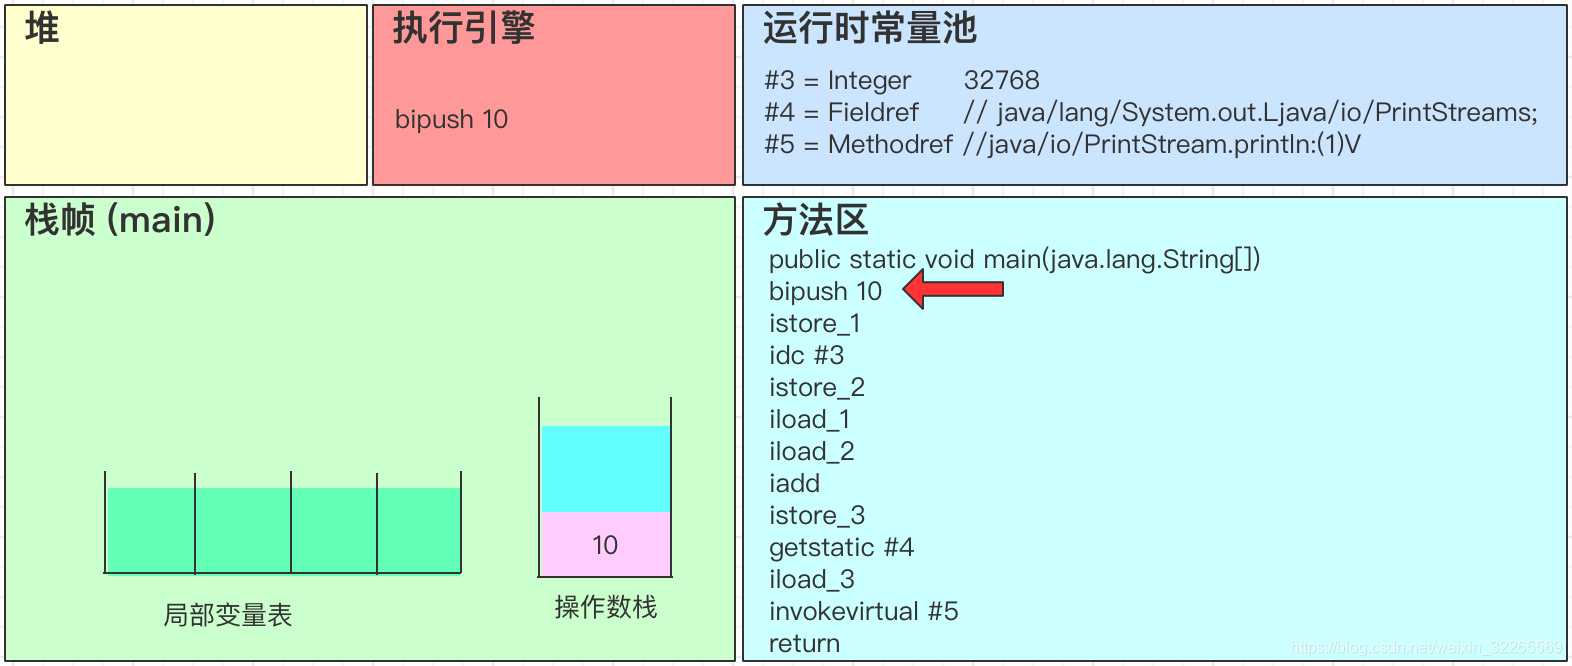 堆
执行引擎
bipush 10
运行时常量池
#3 = Integer 32768
#4 = Fieldref // java/lang/System.out.Ljava/io/PrintStreams;
#5 = Methodref //java/io/PrintStream.println:(1)V
栈帧 (main)
10
局部变量表
操作数栈
方法区
public static void main(java.lang.String[])
bipush 10
istore_1
idc #3
istore_2
iload_1
iload_2
iadd
istore_3
getstatic #4
iload_3
invokevirtual #5
return
https://blog.csdn.net/weixin_32265569